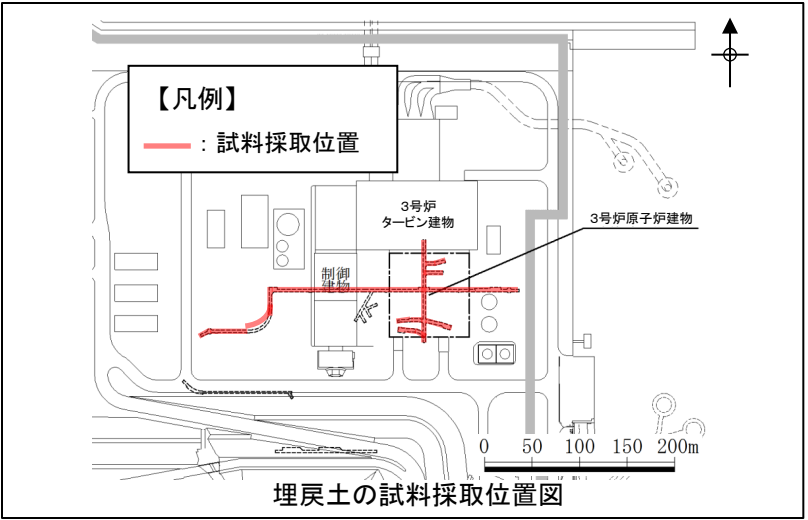 【凡例】
：試料採取位置
3号炉
タービン建物
3号炉原子炉建物
制御
建物
0 50 100 150 200m
埋戻土の試料採取位置図